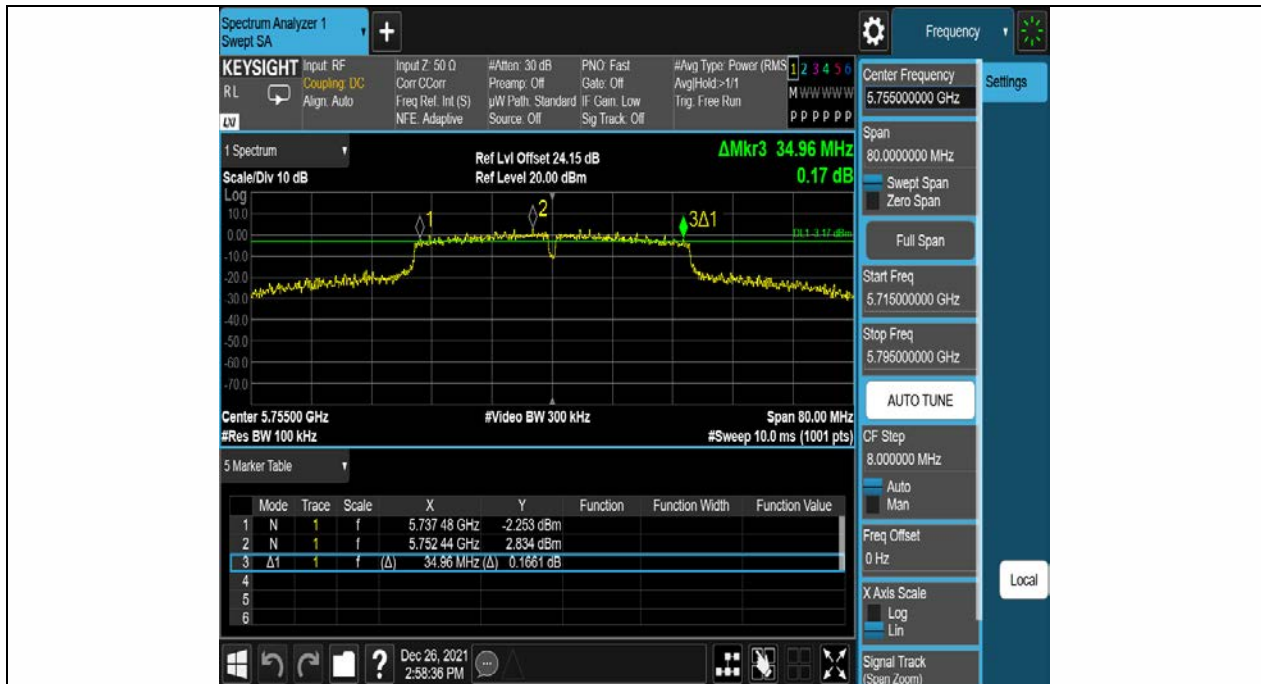 Spectrum Analyzer 1
Swept SA
Frequency
KEYSIGHT
RL
LXI
Input: RF
Coupling: DC
Align: Auto
Input Z: 50 Ω
Corr CCorr
Freq Ref: Int (S)
NFE: Adaptive
#Atten: 30 dB
Preamp: Off
µW Path: Standard
Source: Off
PNO: Fast
Gate: Off
IF Gain: Low
Sig Track: Off
#Avg Type: Power (RMS
Avg|Hold:>1/1
Trig: Free Run
1 2 3 4 5 6
M W W W W W
P P P P P P
1 Spectrum
Scale/Div 10 dB
Ref Lvl Offset 24.15 dB
Ref Level 20.00 dBm
ΔMkr3 34.96 MHz
0.17 dB
Log
10.0
0.00
-10.0
-20.0
-30.0
-40.0
-50.0
-60.0
-70.0
1
2
3Δ1
DL1 -3.17 dBm
Center 5.75500 GHz
#Video BW 300 kHz
Span 80.00 MHz
#Res BW 100 kHz
#Sweep 10.0 ms (1001 pts)
5 Marker Table
Mode Trace Scale X Y Function Function Width Function Value
1 N 1 f 5.737 48 GHz -2.253 dBm
2 N 1 f 5.752 44 GHz 2.834 dBm
3 Δ1 1 f (Δ) 34.96 MHz (Δ) 0.1661 dB
4
5
6
Dec 26, 2021
2:58:36 PM
Center Frequency
5.755000000 GHz
Settings
Span
80.0000000 MHz
Swept Span
Zero Span
Full Span
Start Freq
5.715000000 GHz
Stop Freq
5.795000000 GHz
AUTO TUNE
CF Step
8.000000 MHz
Auto
Man
Freq Offset
0 Hz
X Axis Scale
Log
Lin
Signal Track
(Span Zoom)
Local